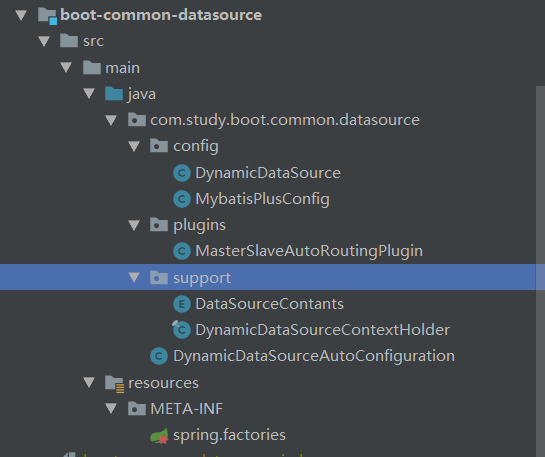 boot-common-datasource
src
main
java
com.study.boot.common.datasource
config
DynamicDataSource
MybatisPlusConfig
plugins
MasterSlaveAutoRoutingPlugin
support
DataSourceContants
DynamicDataSourceContextHolder
DynamicDataSourceAutoConfiguration
resources
META-INF
spring.factories